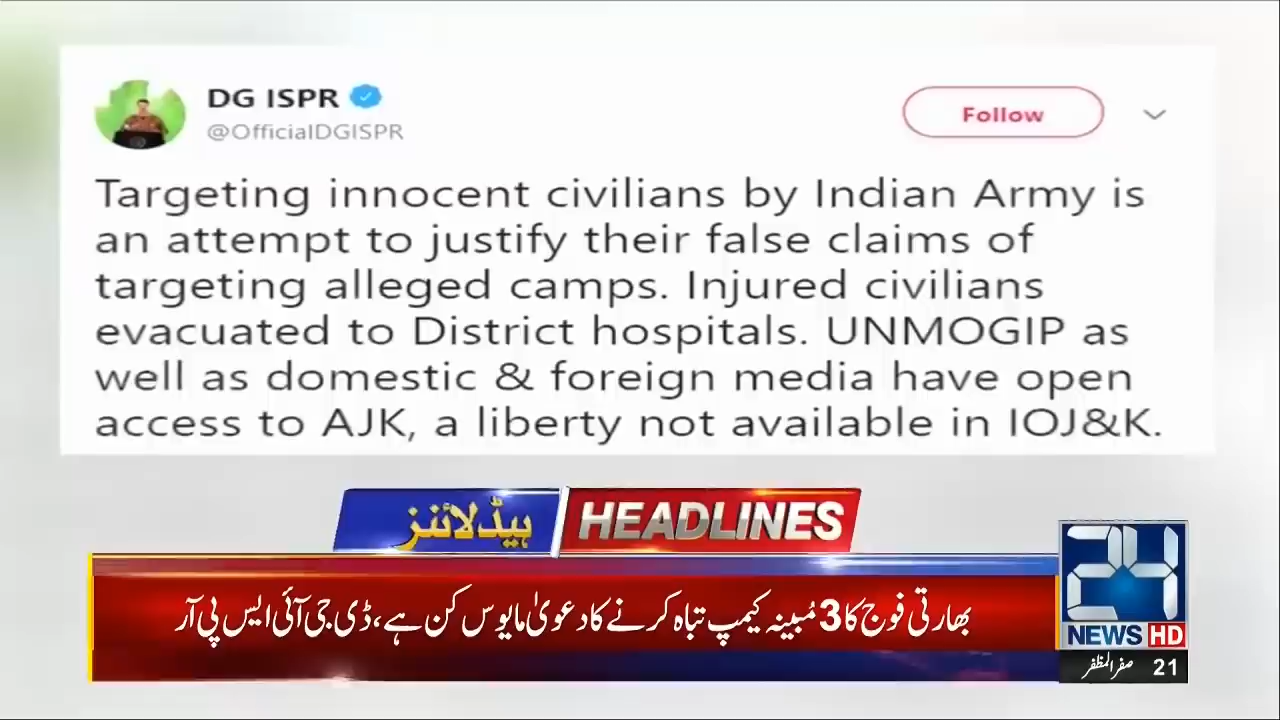 DG ISPR
@OfficialDGISPR
Follow
Targeting innocent civilians by Indian Army is
an attempt to justify their false claims of
targeting alleged camps. Injured civilians
evacuated to District hospitals. UNMOGIP as
well as domestic & foreign media have open
access to AJK, a liberty not available in IOJ&K.
ہیڈلائنز HEADLINES
بھارتی فوج کا 3 مُبینہ کیمپ تباہ کرنے کا دعویٰ مایوس کن ہے، ڈی جی آئی ایس پی آر
24
NEWS HD
21 صفر المظفر